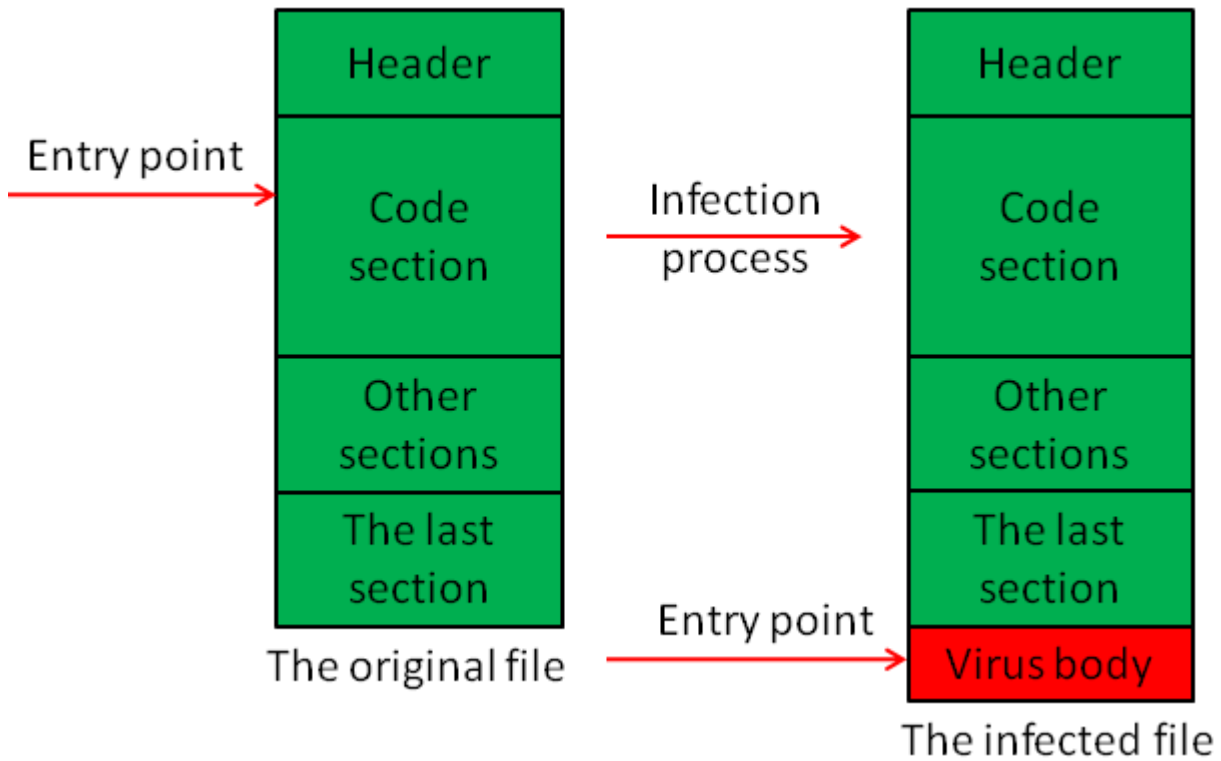 Header
Entry point
Code
section
Other
sections
The last
section
The original file
Infection
process
Header
Code
section
Other
sections
The last
section
Entry point
Virus body
The infected file